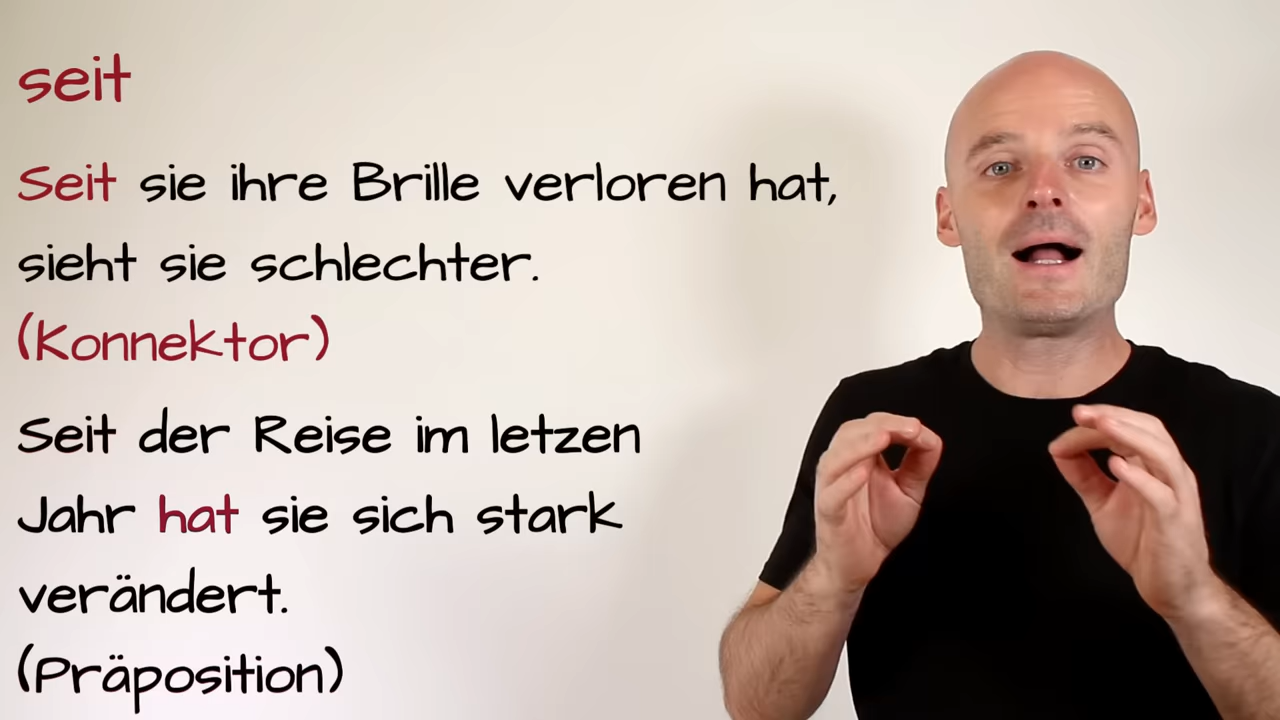 seit
Seit sie ihre Brille verloren hat,
sieht sie schlechter.
(Konnektor)
Seit der Reise im letzen
Jahr hat sie sich stark
verändert.
(Präposition)